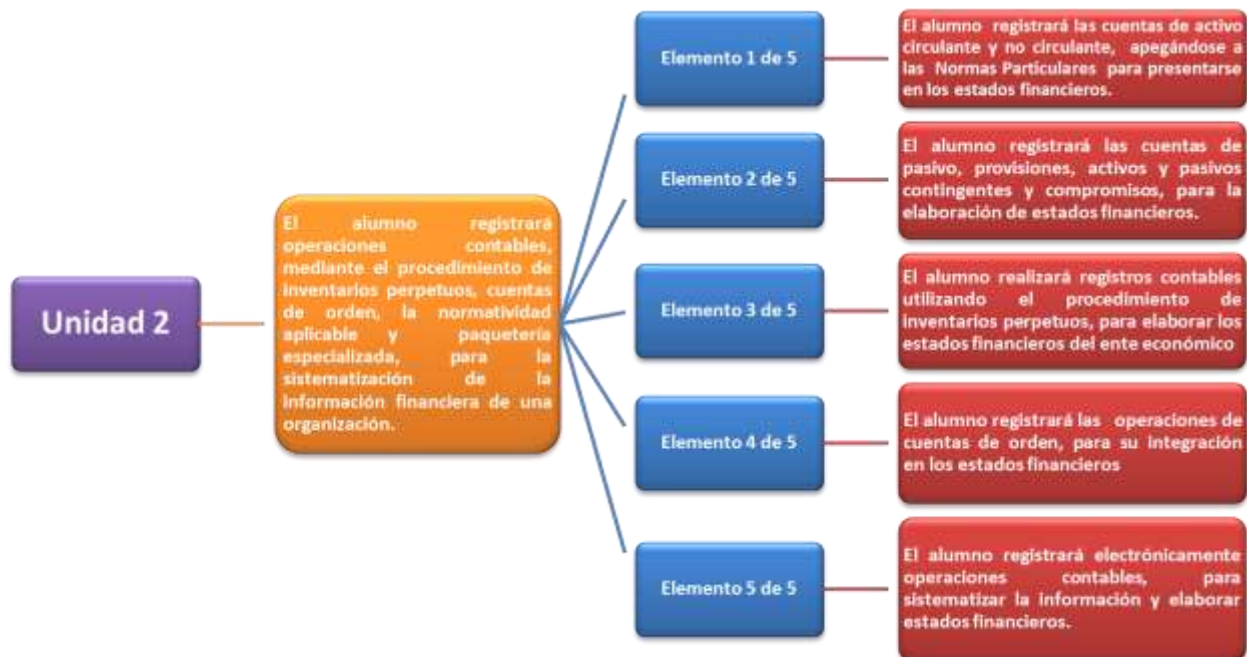 Unidad 2
El alumno registrará
operaciones contables,
mediante el procedimiento de
inventarios perpetuos, cuentas
de orden, la normatividad
aplicable y paquetería
especializada, para la
sistematización de la
información financiera de una
organización.
Elemento 1 de 5
El alumno registrará las cuentas de activo
circulante y no circulante, apegándose a
las Normas Particulares para presentarse
en los estados financieros.
Elemento 2 de 5
El alumno registrará las cuentas de
pasivo, provisiones, activos y pasivos
contingentes y compromisos, para la
elaboración de estados financieros.
Elemento 3 de 5
El alumno realizará registros contables
utilizando el procedimiento de
inventarios perpetuos, para elaborar los
estados financieros del ente económico
Elemento 4 de 5
El alumno registrará las operaciones de
cuentas de orden, para su integración
en los estados financieros
Elemento 5 de 5
El alumno registrará electrónicamente
operaciones contables, para
sistematizar la información y elaborar
estados financieros.